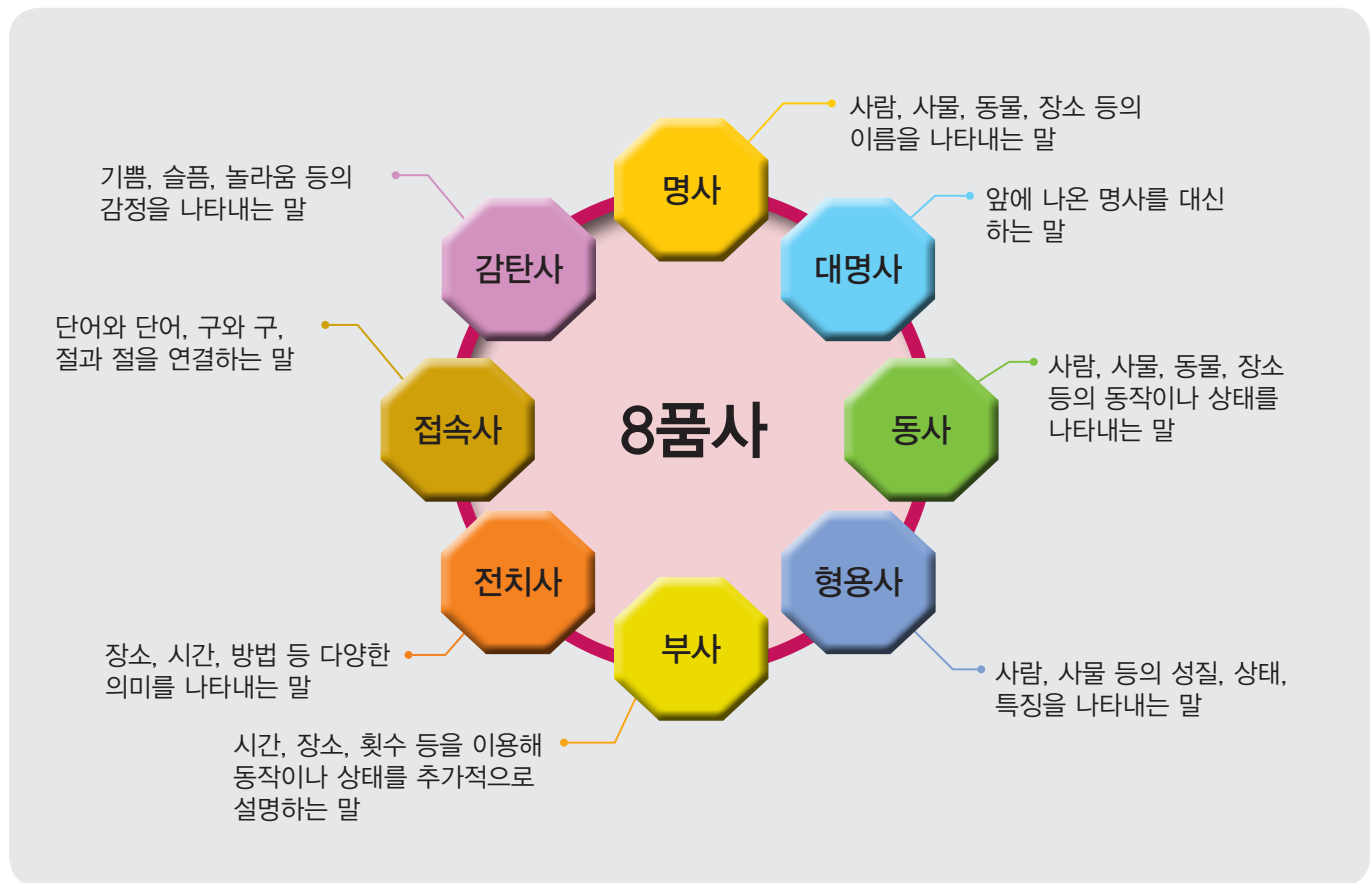 8품사
명사
사람, 사물, 동물, 장소 등의
이름을 나타내는 말
대명사
앞에 나온 명사를 대신
하는 말
동사
사람, 사물, 동물, 장소
등의 동작이나 상태를
나타내는 말
형용사
사람, 사물 등의 성질, 상태,
특징을 나타내는 말
부사
시간, 장소, 횟수 등을 이용해
동작이나 상태를 추가적으로
설명하는 말
전치사
장소, 시간, 방법 등 다양한
의미를 나타내는 말
접속사
단어와 단어, 구와 구,
절과 절을 연결하는 말
감탄사
기쁨, 슬픔, 놀라움 등의
감정을 나타내는 말